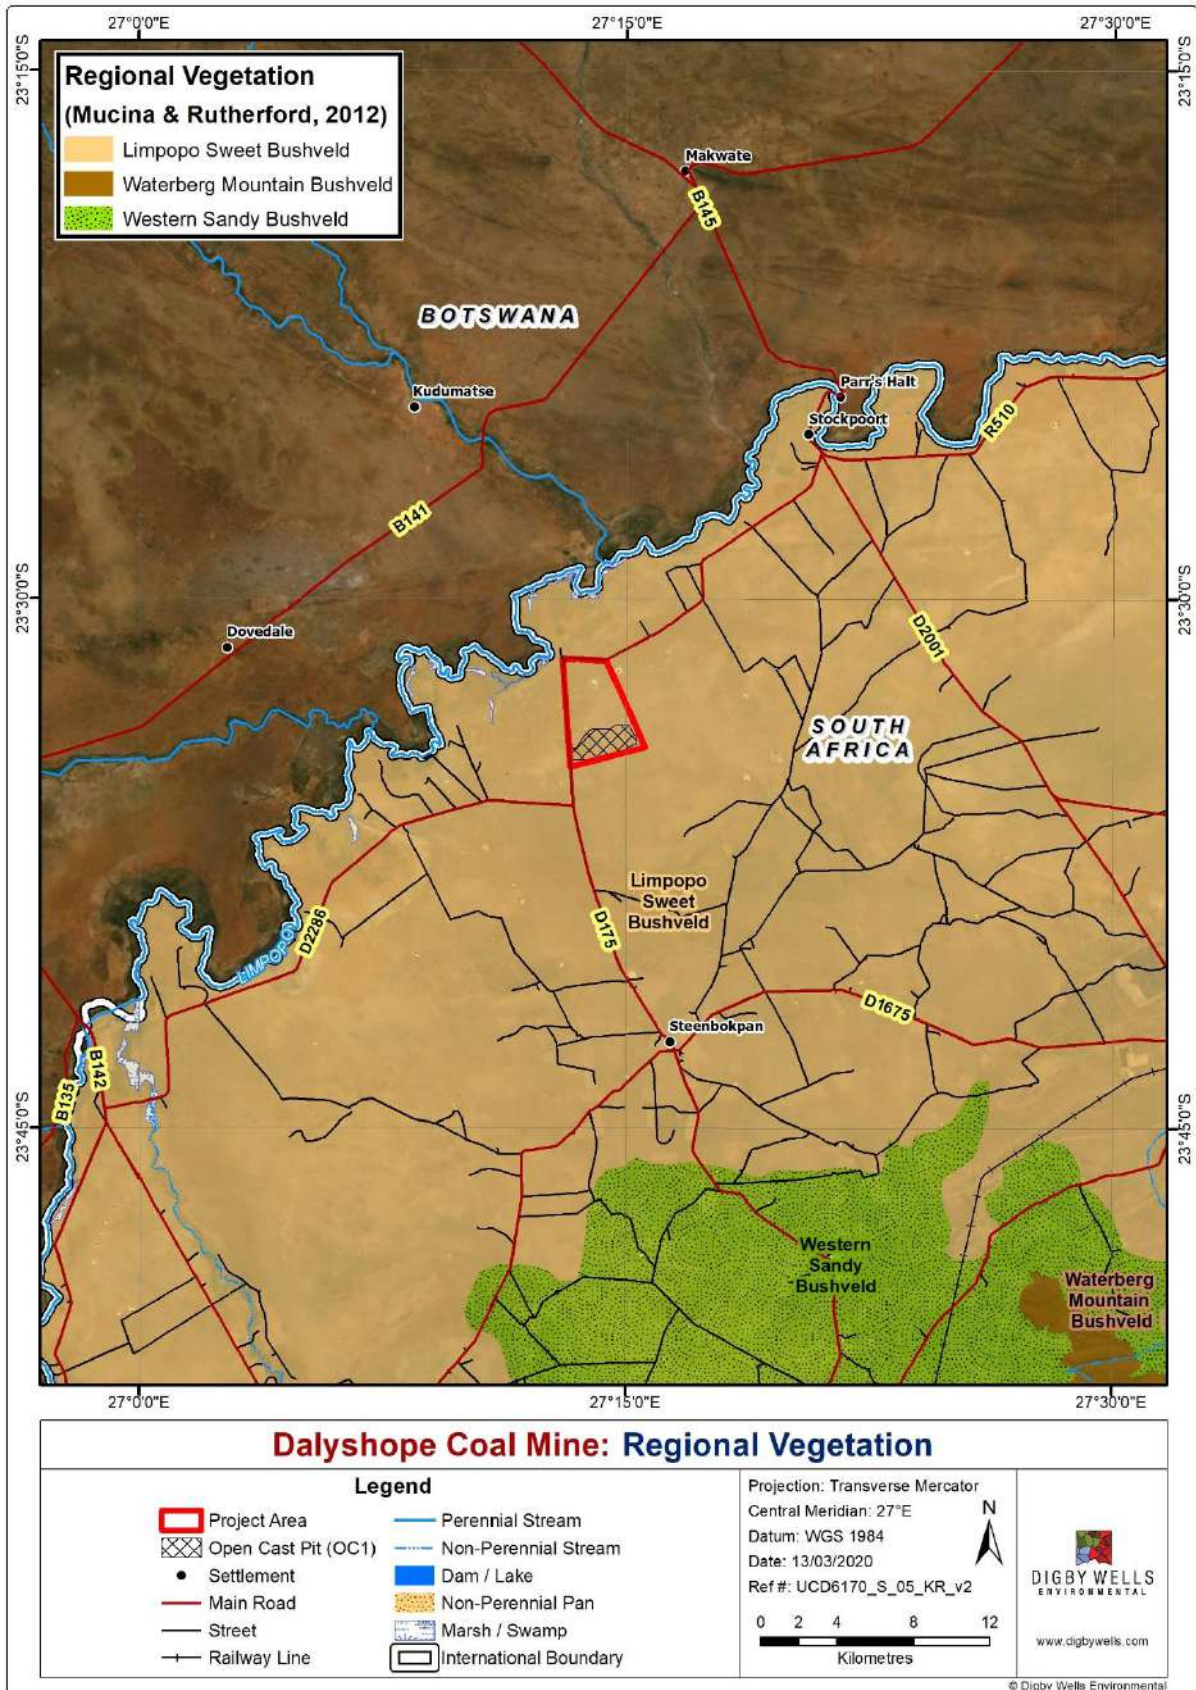 27°0'0"E
27°15'0"E
27°30'0"E
23°15'0"S
23°15'0"S
Regional Vegetation
(Mucina & Rutherford, 2012)
Limpopo Sweet Bushveld
Waterberg Mountain Bushveld
Western Sandy Bushveld
Makwate
B145
BOTSWANA
Kudumatse
Parr's Halt
Stockpoort
R510
B141
23°30'0"S
23°30'0"S
Dovedale
D2001
SOUTH
AFRICA
Limpopo
Sweet
Bushveld
D175
D2286
LIMPOPO
D1675
Steenbokpan
B142
B135
23°45'0"S
23°45'0"S
Western
Sandy
Bushveld
Waterberg
Mountain
Bushveld
27°0'0"E
27°15'0"E
27°30'0"E
Dalyshope Coal Mine: Regional Vegetation
Legend
Project Area
Open Cast Pit (OC1)
Settlement
Main Road
Street
Railway Line
Perennial Stream
Non-Perennial Stream
Dam / Lake
Non-Perennial Pan
Marsh / Swamp
International Boundary
Projection: Transverse Mercator
Central Meridian: 27°E
Datum: WGS 1984
Date: 13/03/2020
Ref #: UCD6170_S_05_KR_v2
N
0 2 4 8 12
Kilometres
DIGBY WELLS
ENVIRONMENTAL
www.digbywells.com
© Digby Wells Environmental